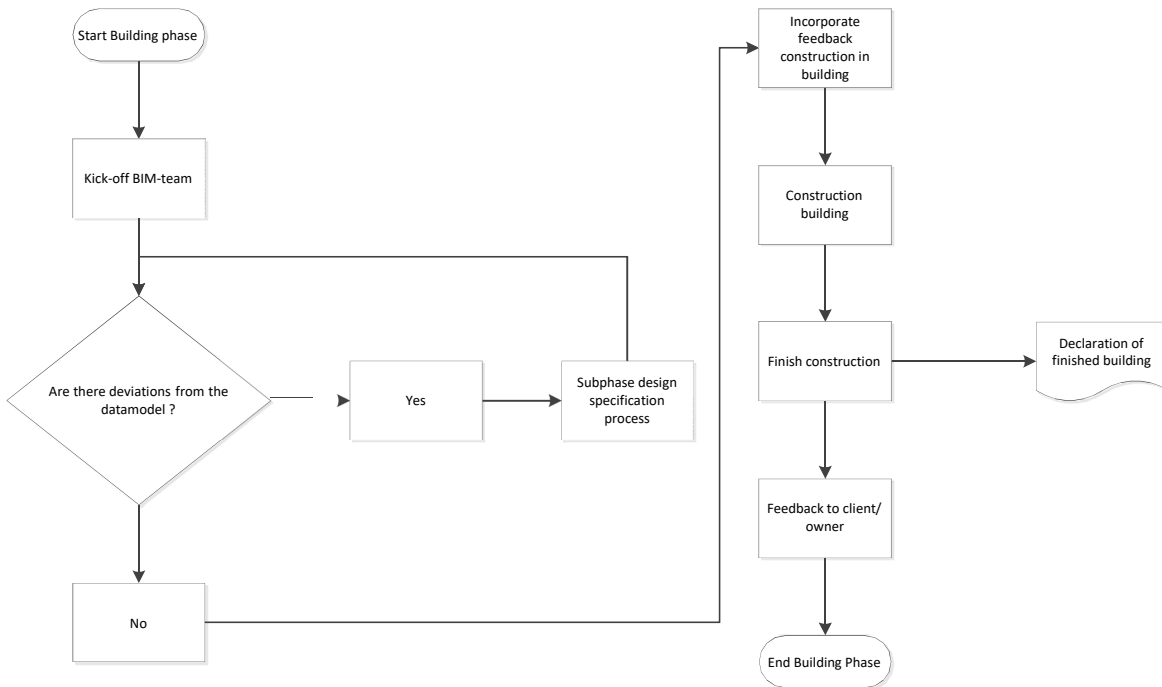 Start Building phase
Kick-off BIM-team
Are there deviations from the
datamodel ?
Yes
Subphase design
specification
process
No
Incorporate
feedback
construction in
building
Construction
building
Finish construction
Declaration of
finished building
Feedback to client/
owner
End Building Phase